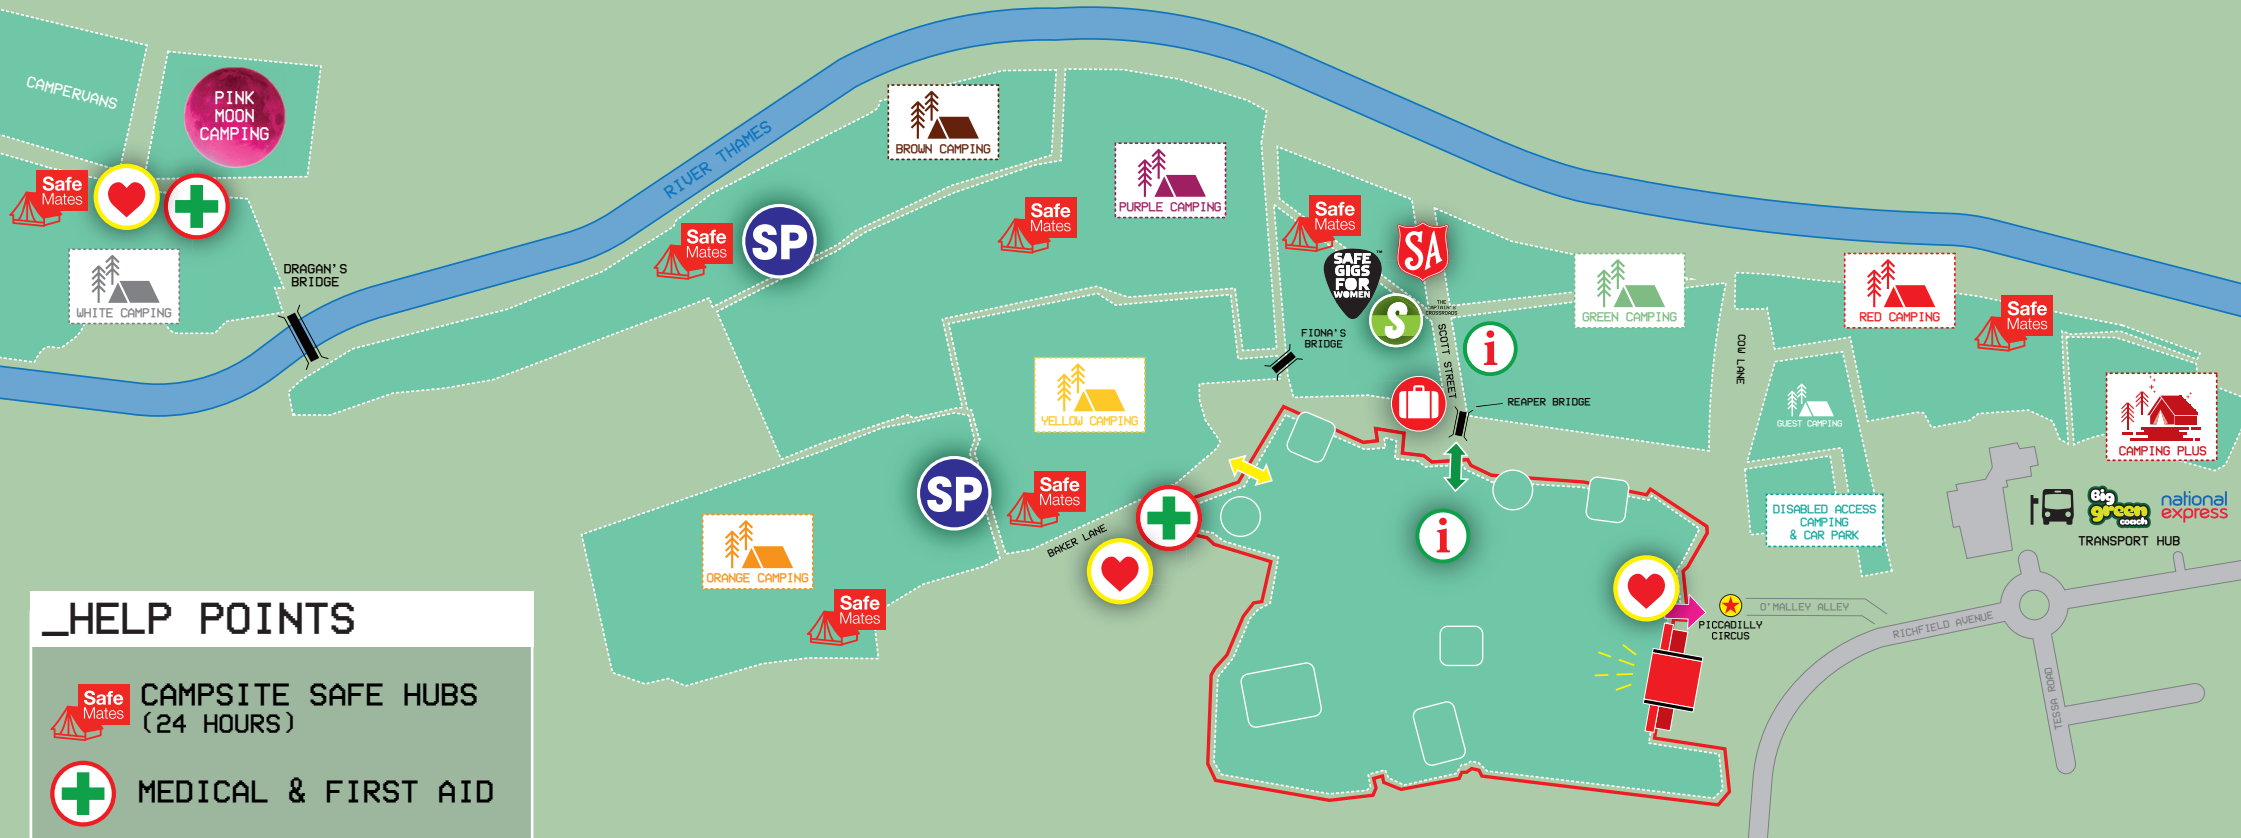 CAMPERVANS
PINK
MOON
CAMPING
Safe
Mates
WHITE CAMPING
DRAGAN'S
BRIDGE
RIVER THAMES
BROWN CAMPING
Safe
Mates
SP
Safe
Mates
PURPLE CAMPING
Safe
Mates
SA
SAFE
GIGS
FOR
WOMEN
™
S
THE
CAPTAIN'S
CROSSROADS
SCOTT STREET
i
FIONA'S
BRIDGE
GREEN CAMPING
REAPER BRIDGE
COW LANE
RED CAMPING
Safe
Mates
GUEST CAMPING
CAMPING PLUS
DISABLED ACCESS
CAMPING
& CAR PARK
Big
green
coach
national
express
TRANSPORT HUB
YELLOW CAMPING
SP
Safe
Mates
BAKER LANE
ORANGE CAMPING
Safe
Mates
i
PICCADILLY
CIRCUS
O'MALLEY ALLEY
RICHFIELD AVENUE
TESSA ROAD
_HELP POINTS
Safe
Mates
CAMPSITE SAFE HUBS
(24 HOURS)
MEDICAL & FIRST AID